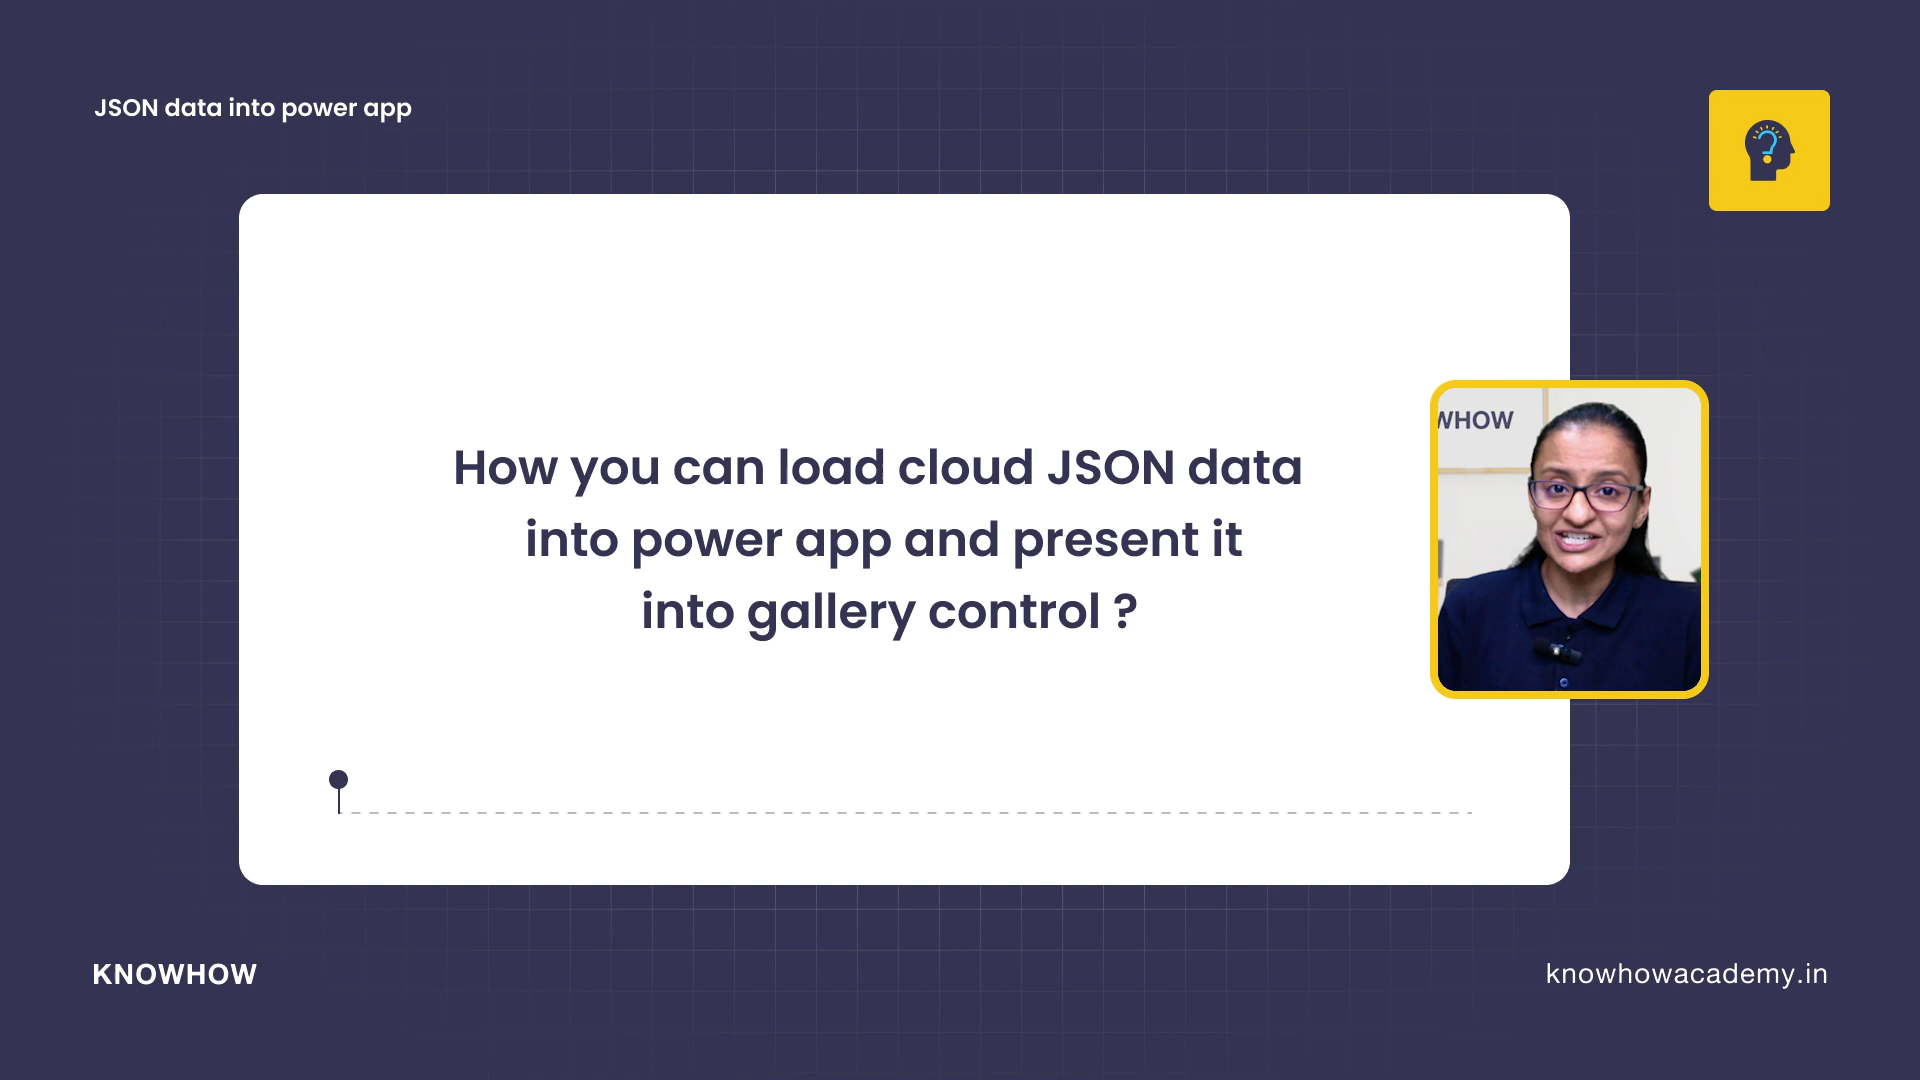 JSON data into power app
How you can load cloud JSON data
into power app and present it
into gallery control ?
WHOW
KNOWHOW
knowhowacademy.in